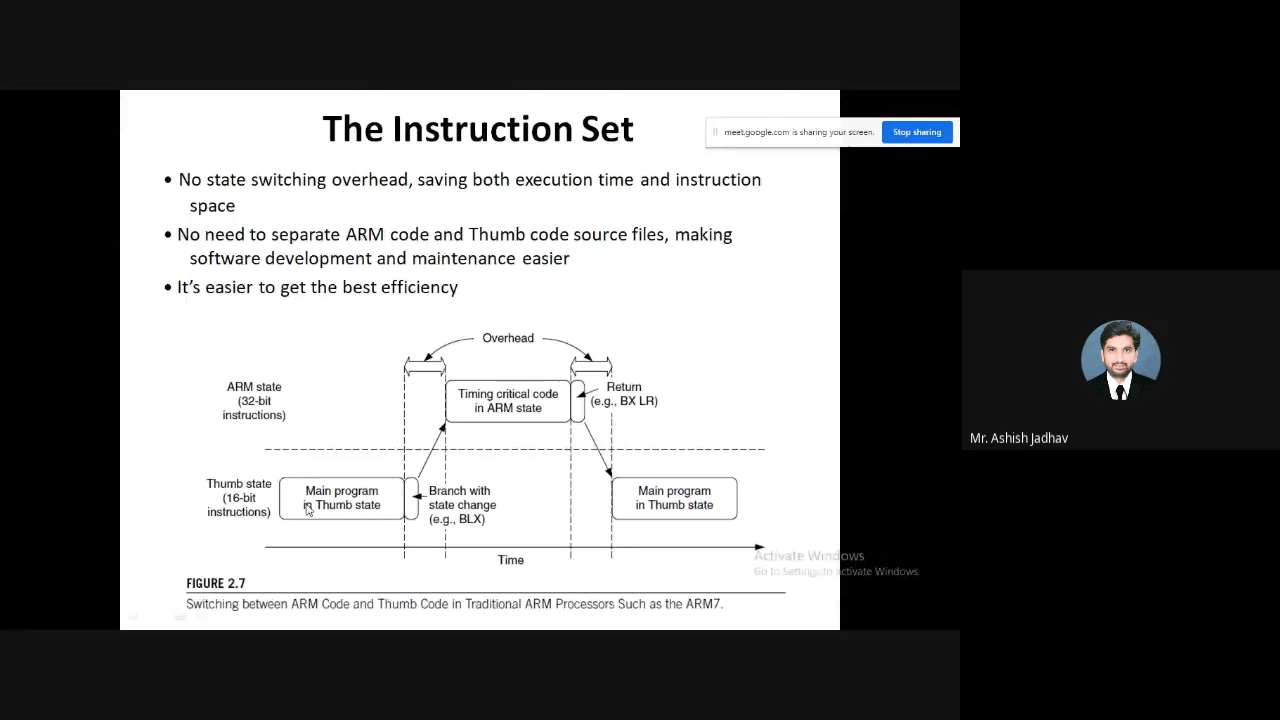 The Instruction Set
meet.google.com is sharing your screen.
Stop sharing
• No state switching overhead, saving both execution time and instruction
space
• No need to separate ARM code and Thumb code source files, making
software development and maintenance easier
• It's easier to get the best efficiency
Overhead
ARM state
(32-bit
instructions)
Timing critical code
in ARM state
Return
(e.g., BX LR)
Thumb state
(16-bit
instructions)
Main program
in Thumb state
Branch with
state change
(e.g., BLX)
Main program
in Thumb state
Time
Activate Windows
Go to Settings to activate Windows.
FIGURE 2.7
Switching between ARM Code and Thumb Code in Traditional ARM Processors Such as the ARM7.
Mr. Ashish Jadhav